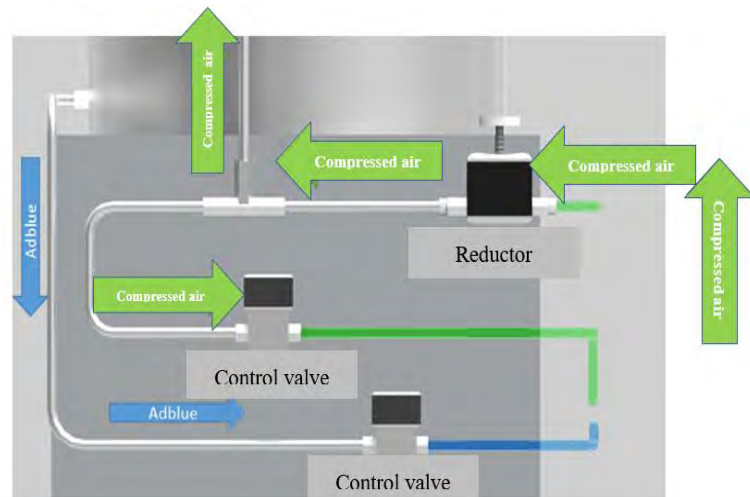 Compressed air
Compressed air
Compressed air
Compressed air
Reductor
Adblue
Compressed air
Control valve
Adblue
Control valve